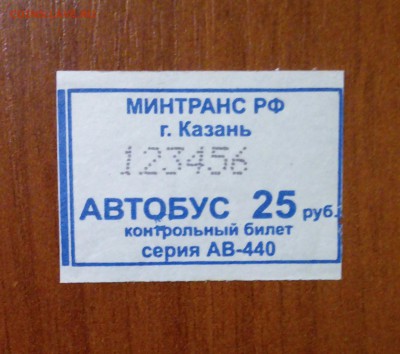 МИНТРАНС РФ
г. Казань
123456
АВТОБУС 25 руб.
контрольный билет
серия АВ-440